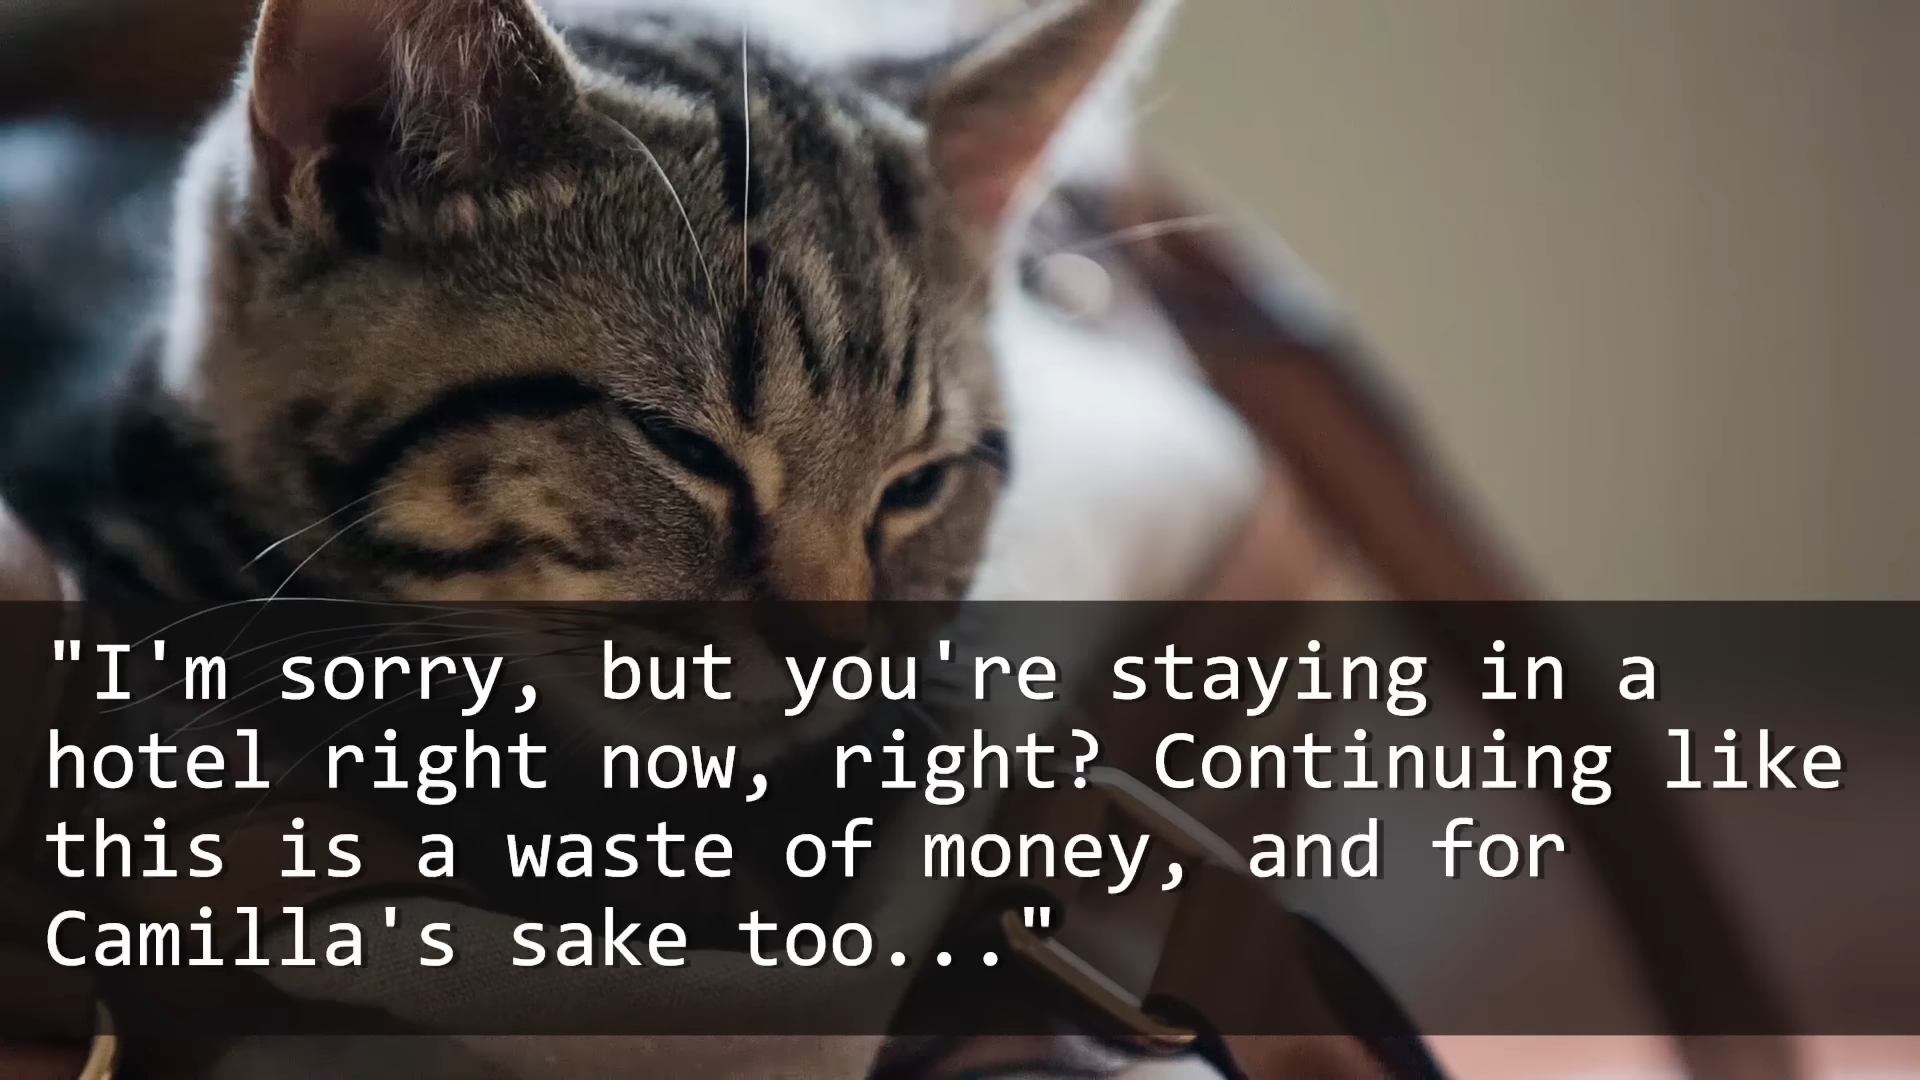 "I'm sorry, but you're staying in a
hotel right now, right? Continuing like
this is a waste of money, and for
Camilla's sake too..."